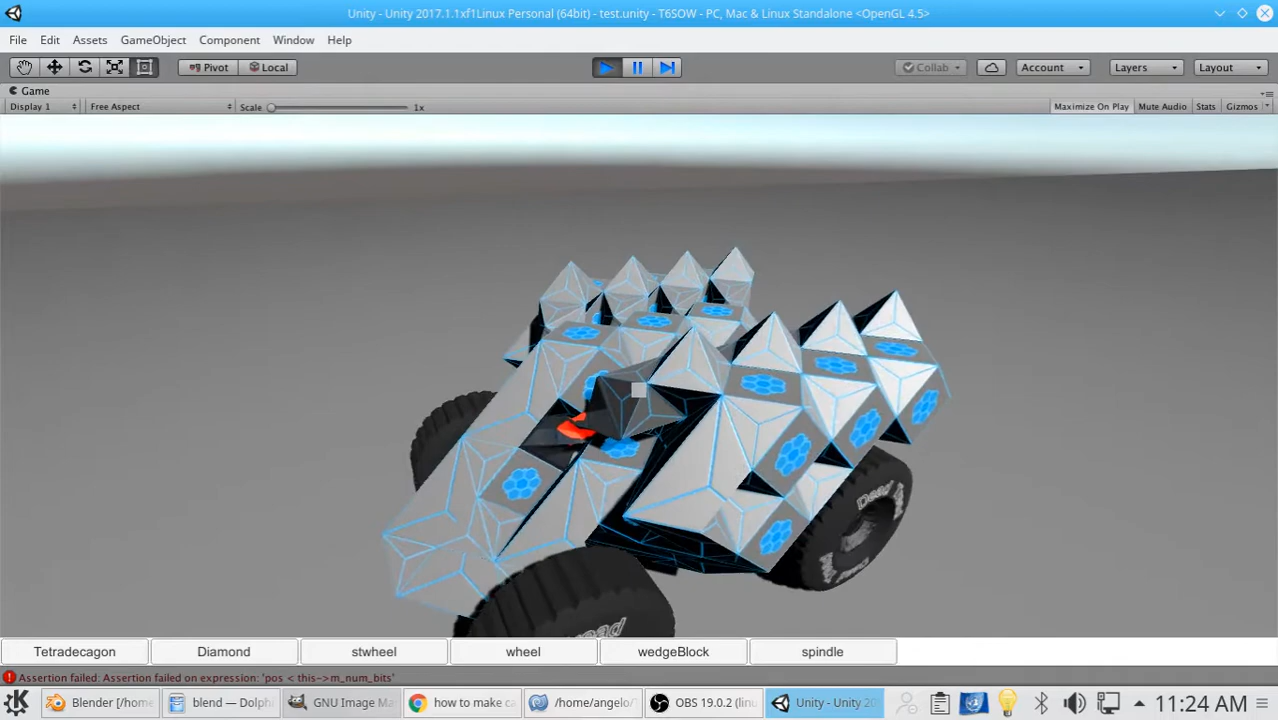 Unity - Unity 2017.1.1xf1Linux Personal (64bit) - test.unity - T6SOW - PC, Mac & Linux Standalone <OpenGL 4.5>
File Edit Assets GameObject Component Window Help
Pivot Local Collab Account Layers Layout
Game
Display 1 Free Aspect Scale 1x Maximize On Play Mute Audio Stats Gizmos
Dead
Tetradecagon Diamond stwheel wheel wedgeBlock spindle
Assertion failed: Assertion failed on expression: 'pos < this->m_num_bits'
Blender [/home blend — Dolph GNU Image Ma how to make ca /home/angelo/ OBS 19.0.2 (linu Unity - Unity 20 11:24 AM